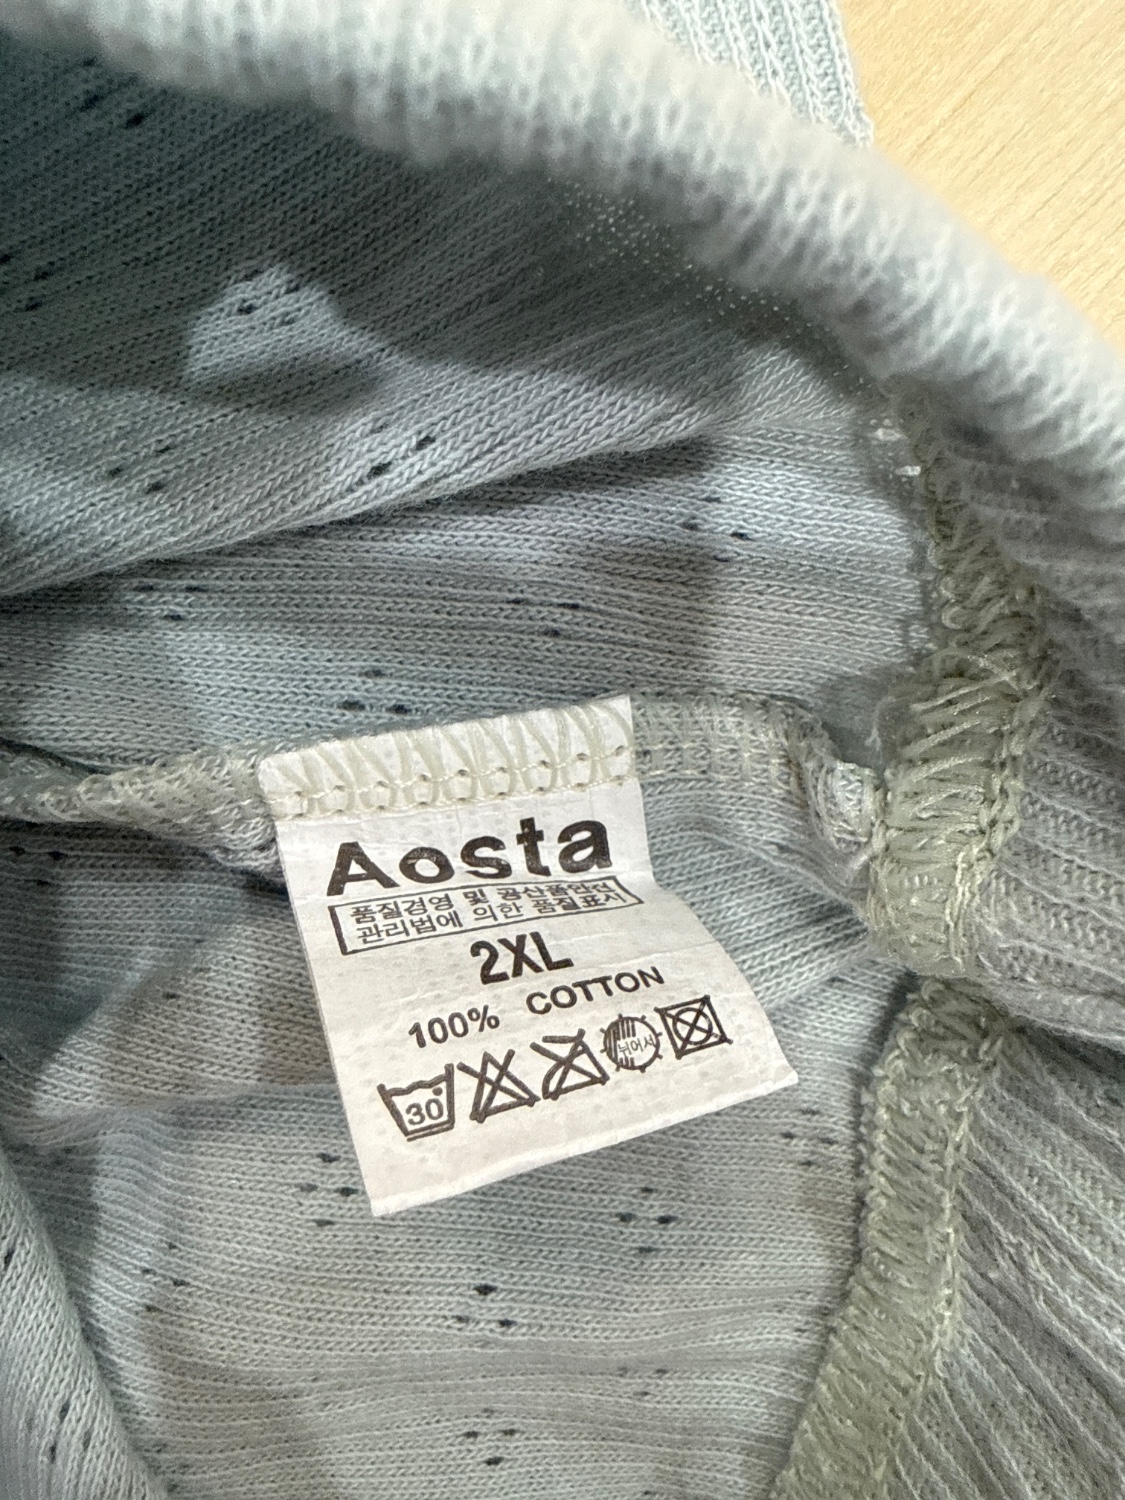 Aosta
품질경영 및 공산품안전
관리법에 의한 품질표시
2XL
100% COTTON
30 뉘어서